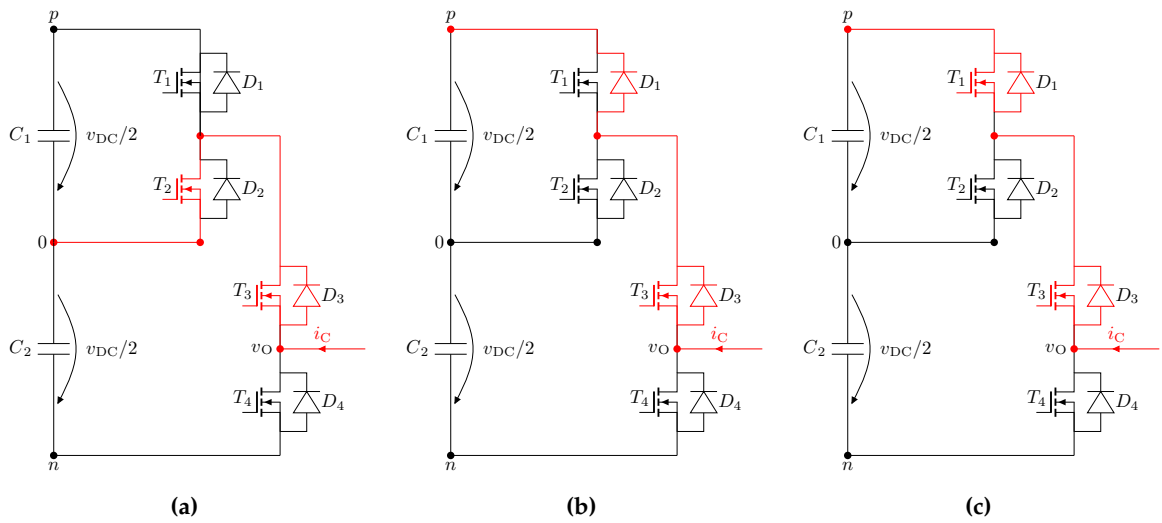 p
T1
D1
C1
vDC/2
T2
D2
0
T3
D3
C2
vDC/2
iC
vO
T4
D4
n
(a)
p
T1
D1
C1
vDC/2
T2
D2
0
T3
D3
C2
vDC/2
iC
vO
T4
D4
n
(b)
p
T1
D1
C1
vDC/2
T2
D2
0
T3
D3
C2
vDC/2
iC
vO
T4
D4
n
(c)